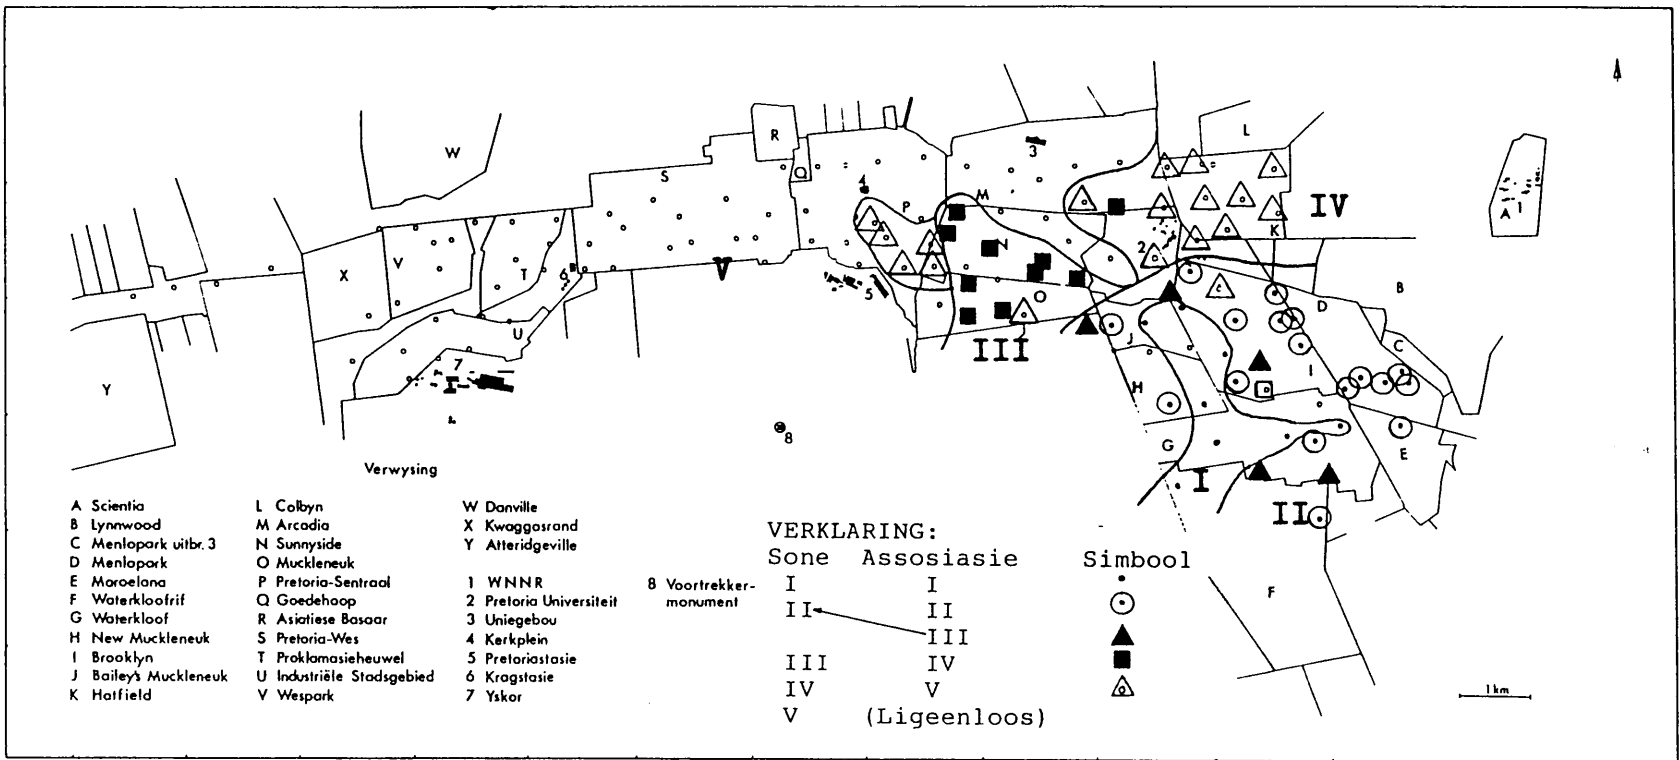 W
R
S
Q
L
3
4
M
P
A 1
IV
K
2
N
X
V
T
6
V
5
O
B
D
U
III
J
C
7
I
H
Y
8
G
E
I
II
F
1 km
Verwysing
A Scientia
B Lynnwood
C Menlopark uitbr. 3
D Menlopark
E Maroelana
F Waterkloofrif
G Waterkloof
H New Muckleneuk
I Brooklyn
J Bailey's Muckleneuk
K Hatfield
L Colbyn
M Arcadia
N Sunnyside
O Muckleneuk
P Pretoria-Sentraal
Q Goedehoop
R Asiatiese Basaar
S Pretoria-Wes
T Proklamasieheuwel
U Industriële Stadsgebied
V Wespark
W Danville
X Kwaggasrand
Y Atteridgeville
1 WNNR
2 Pretoria Universiteit
3 Uniegebou
4 Kerkplein
5 Pretoriastasie
6 Kragstasie
7 Yskor
8 Voortrekker-
monument
VERKLARING:
Sone Assosiasie Simbool
I I
II II
III
III IV
IV V
V (Ligeenloos)